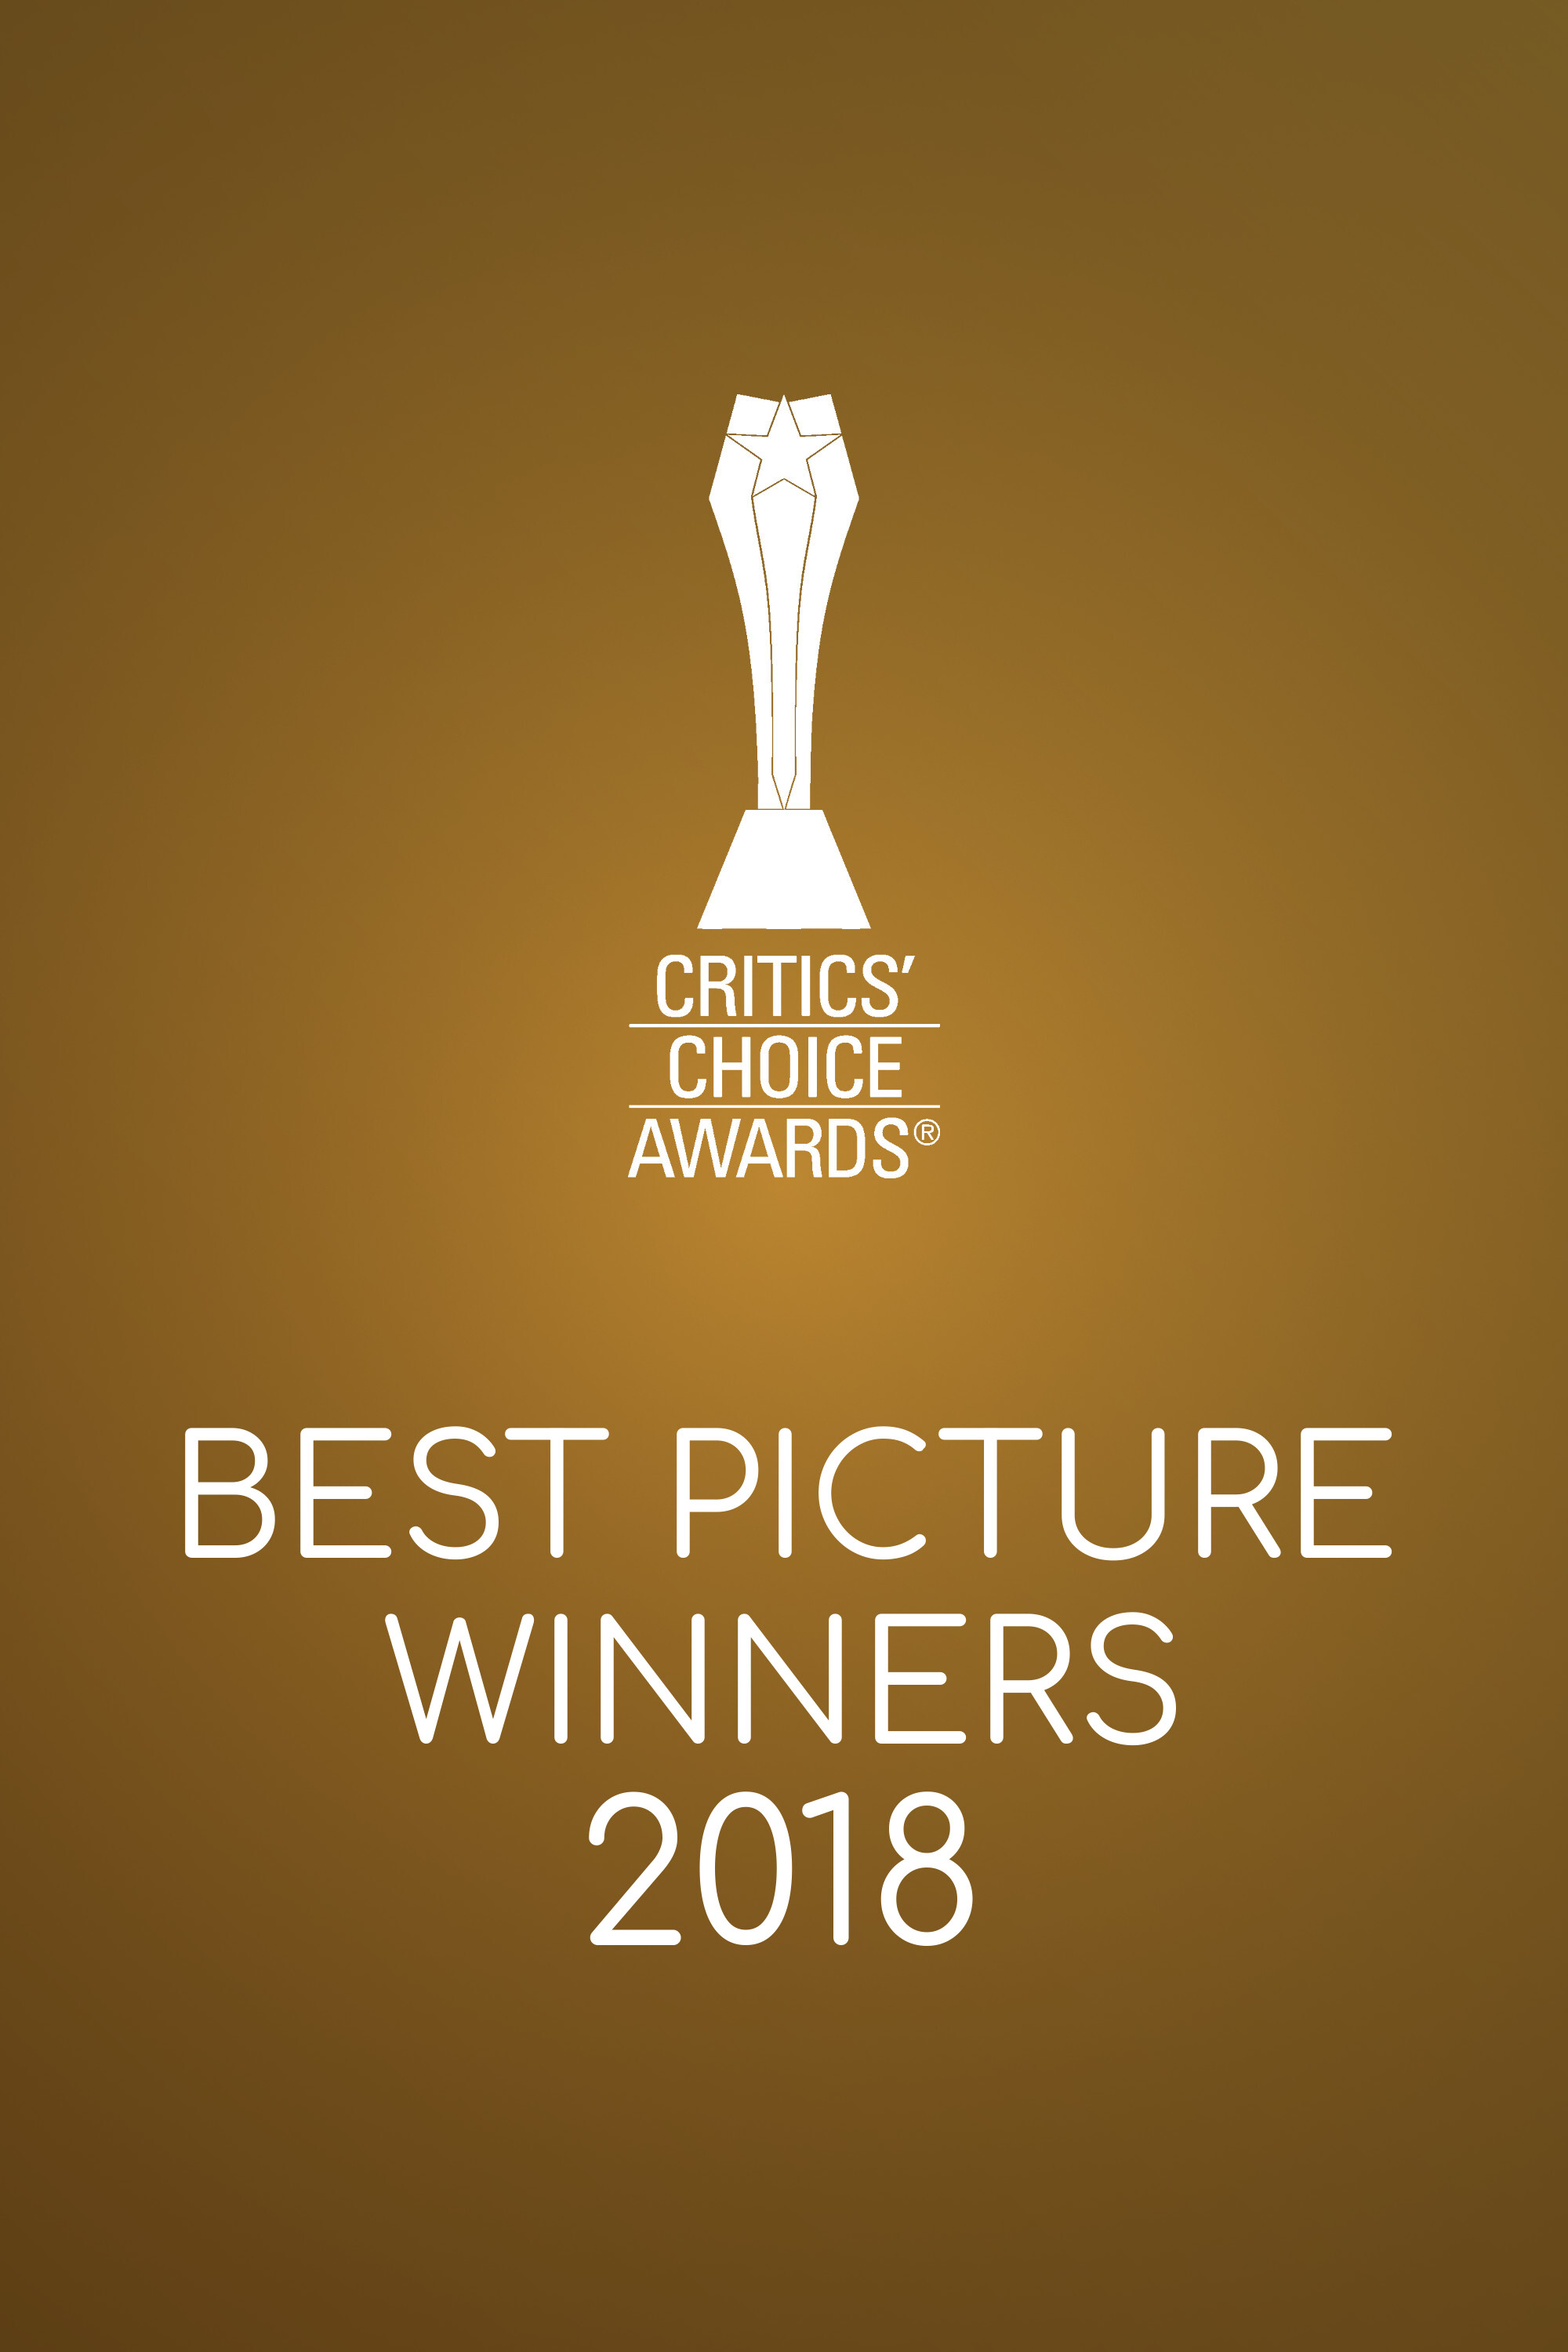 CRITICS'
CHOICE
AWARDS®
BEST PICTURE
WINNERS
2018